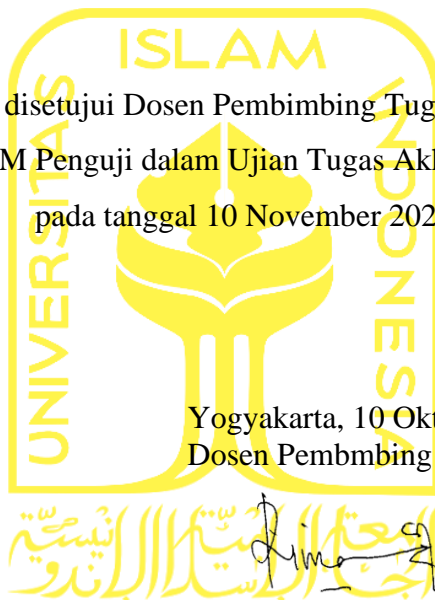 ISLAM
UNIVERSITAS
INDONESIA
disetujui Dosen Pembimbing Tug
M Penguji dalam Ujian Tugas Akh
pada tanggal 10 November 202
Yogyakarta, 10 Okt
Dosen Pembmbing